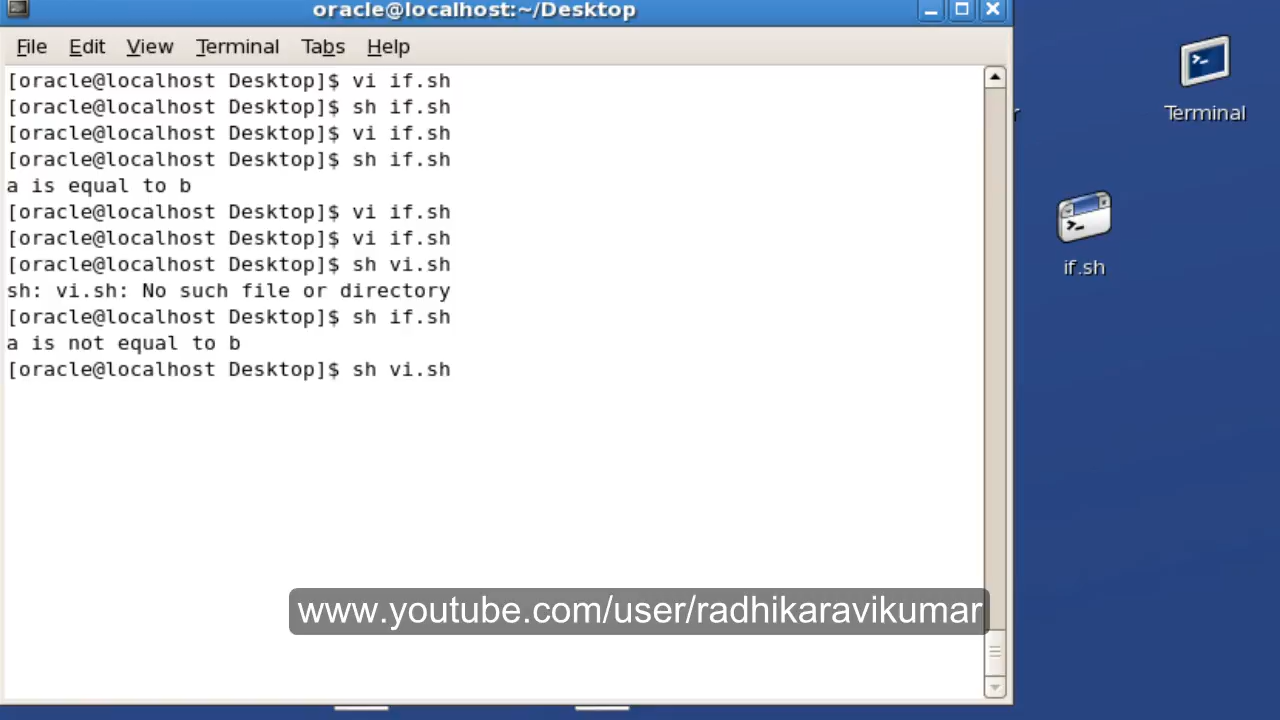 oracle@localhost:~/Desktop
File Edit View Terminal Tabs Help
[oracle@localhost Desktop]$ vi if.sh
[oracle@localhost Desktop]$ sh if.sh
[oracle@localhost Desktop]$ vi if.sh
[oracle@localhost Desktop]$ sh if.sh
a is equal to b
[oracle@localhost Desktop]$ vi if.sh
[oracle@localhost Desktop]$ vi if.sh
[oracle@localhost Desktop]$ sh vi.sh
sh: vi.sh: No such file or directory
[oracle@localhost Desktop]$ sh if.sh
a is not equal to b
[oracle@localhost Desktop]$ sh vi.sh
Terminal
if.sh
www.youtube.com/user/radhikaravikumar